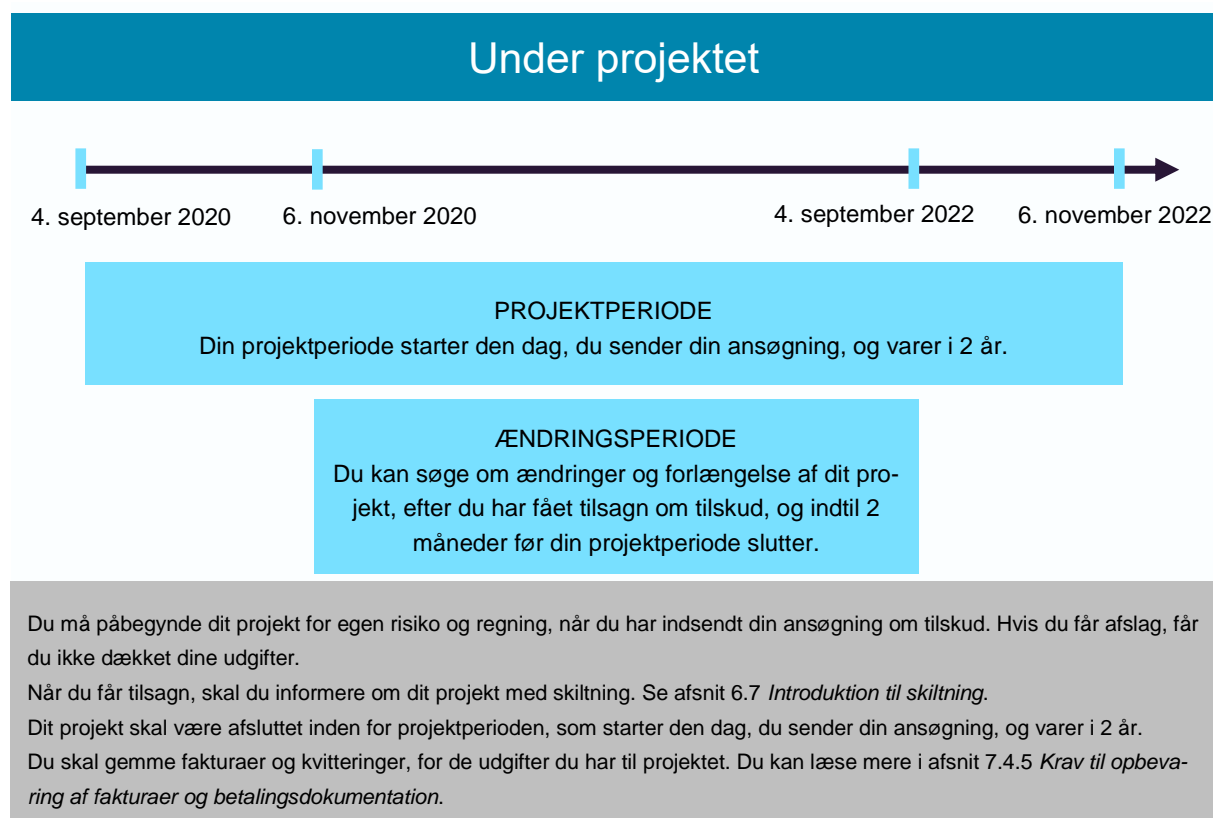 Under projektet
4. september 2020
6. november 2020
4. september 2022
6. november 2022
PROJEKTPERIODE
Din projektperiode starter den dag, du sender din ansøgning, og varer i 2 år.
ÆNDRINGSPERIODE
Du kan søge om ændringer og forlængelse af dit pro-
jekt, efter du har fået tilsagn om tilskud, og indtil 2
måneder før din projektperiode slutter.
Du må påbegynde dit projekt for egen risiko og regning, når du har indsendt din ansøgning om tilskud. Hvis du får afslag, får
du ikke dækket dine udgifter.
Når du får tilsagn, skal du informere om dit projekt med skiltning. Se afsnit 6.7 Introduktion til skiltning.
Dit projekt skal være afsluttet inden for projektperioden, som starter den dag, du sender din ansøgning, og varer i 2 år.
Du skal gemme fakturaer og kvitteringer, for de udgifter du har til projektet. Du kan læse mere i afsnit 7.4.5 Krav til opbeva-
ring af fakturaer og betalingsdokumentation.